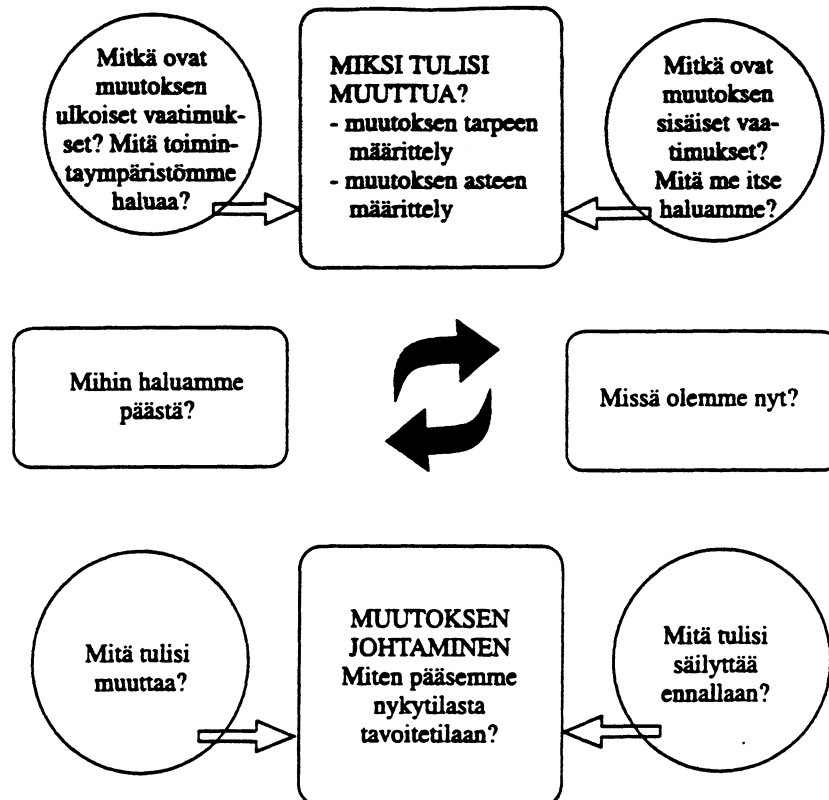 Mitkä ovat
muutoksen
ulkoiset vaatimuk-
set? Mitä toimin-
taympäristömme
haluaa?
MIKSI TULISI
MUUTTUA?
- muutoksen tarpeen
määrittely
- muutoksen asteen
määrittely
Mitkä ovat
muutoksen
sisäiset vaa-
timukset?
Mitä me itse
haluamme?
Mihin haluamme
päästä?
Missä olemme nyt?
Mitä tulisi
muuttaa?
MUUTOKSEN
JOHTAMINEN
Miten pääsemme
nykytilasta
tavoitetilaan?
Mitä tulisi
säilyttää
ennallaan?